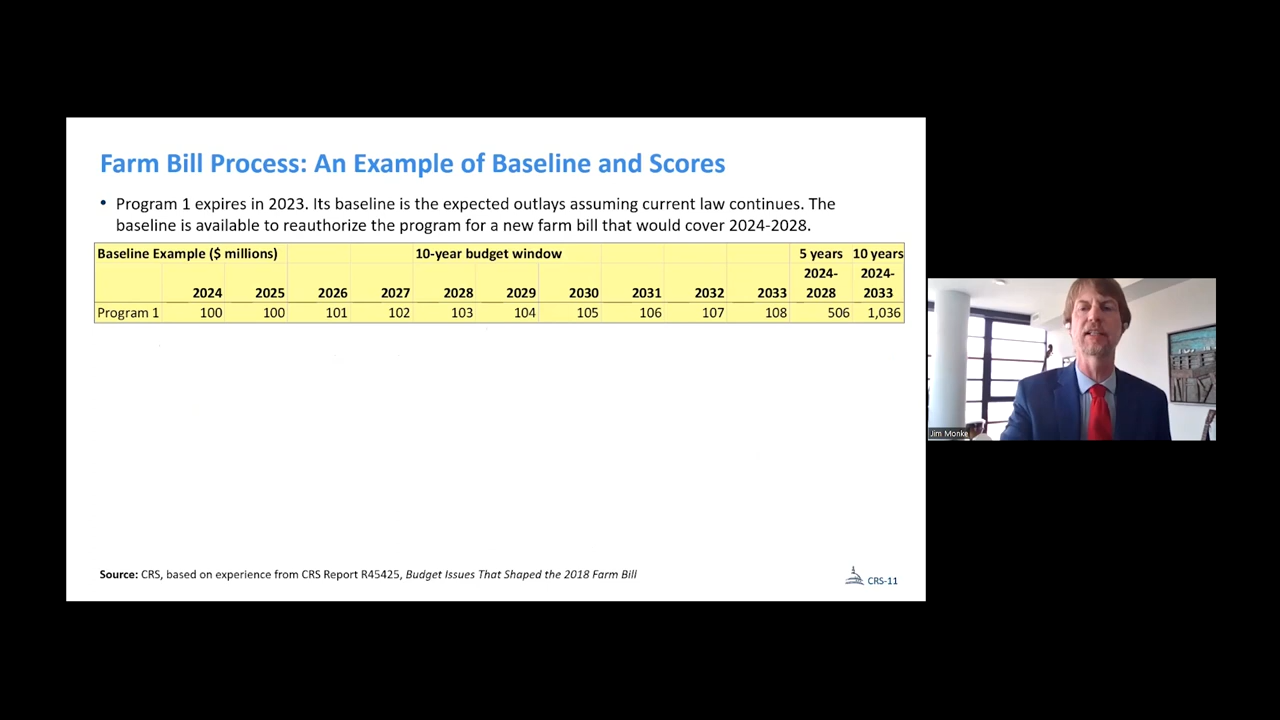 Farm Bill Process: An Example of Baseline and Scores
• Program 1 expires in 2023. Its baseline is the expected outlays assuming current law continues. The
baseline is available to reauthorize the program for a new farm bill that would cover 2024-2028.
Baseline Example ($ millions) 10-year budget window 5 years 10 years
2024- 2024-
2024 2025 2026 2027 2028 2029 2030 2031 2032 2033 2028 2033
Program 1 100 100 101 102 103 104 105 106 107 108 506 1,036
Jim Monke
Source: CRS, based on experience from CRS Report R45425, Budget Issues That Shaped the 2018 Farm Bill
CRS-11